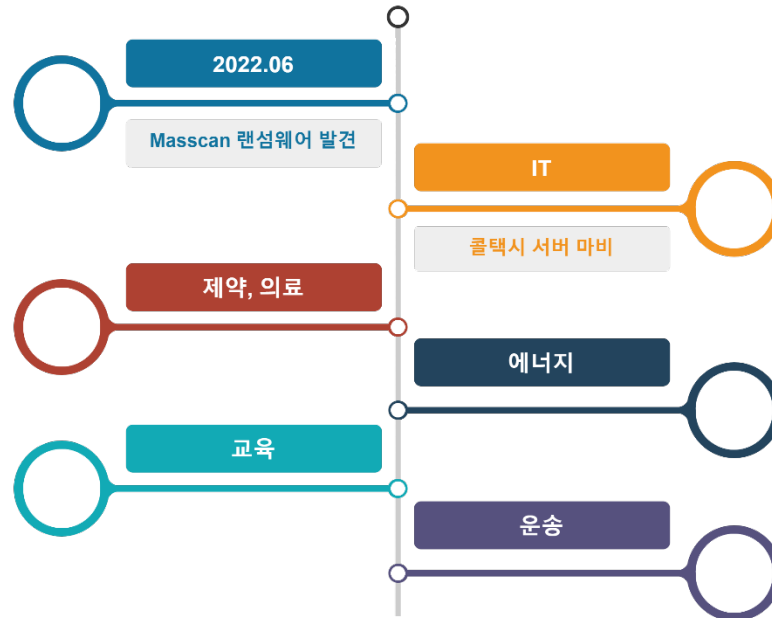 2022.06
Masscan 랜섬웨어 발견
IT
콜택시 서버 마비
제약, 의료
에너지
교육
운송